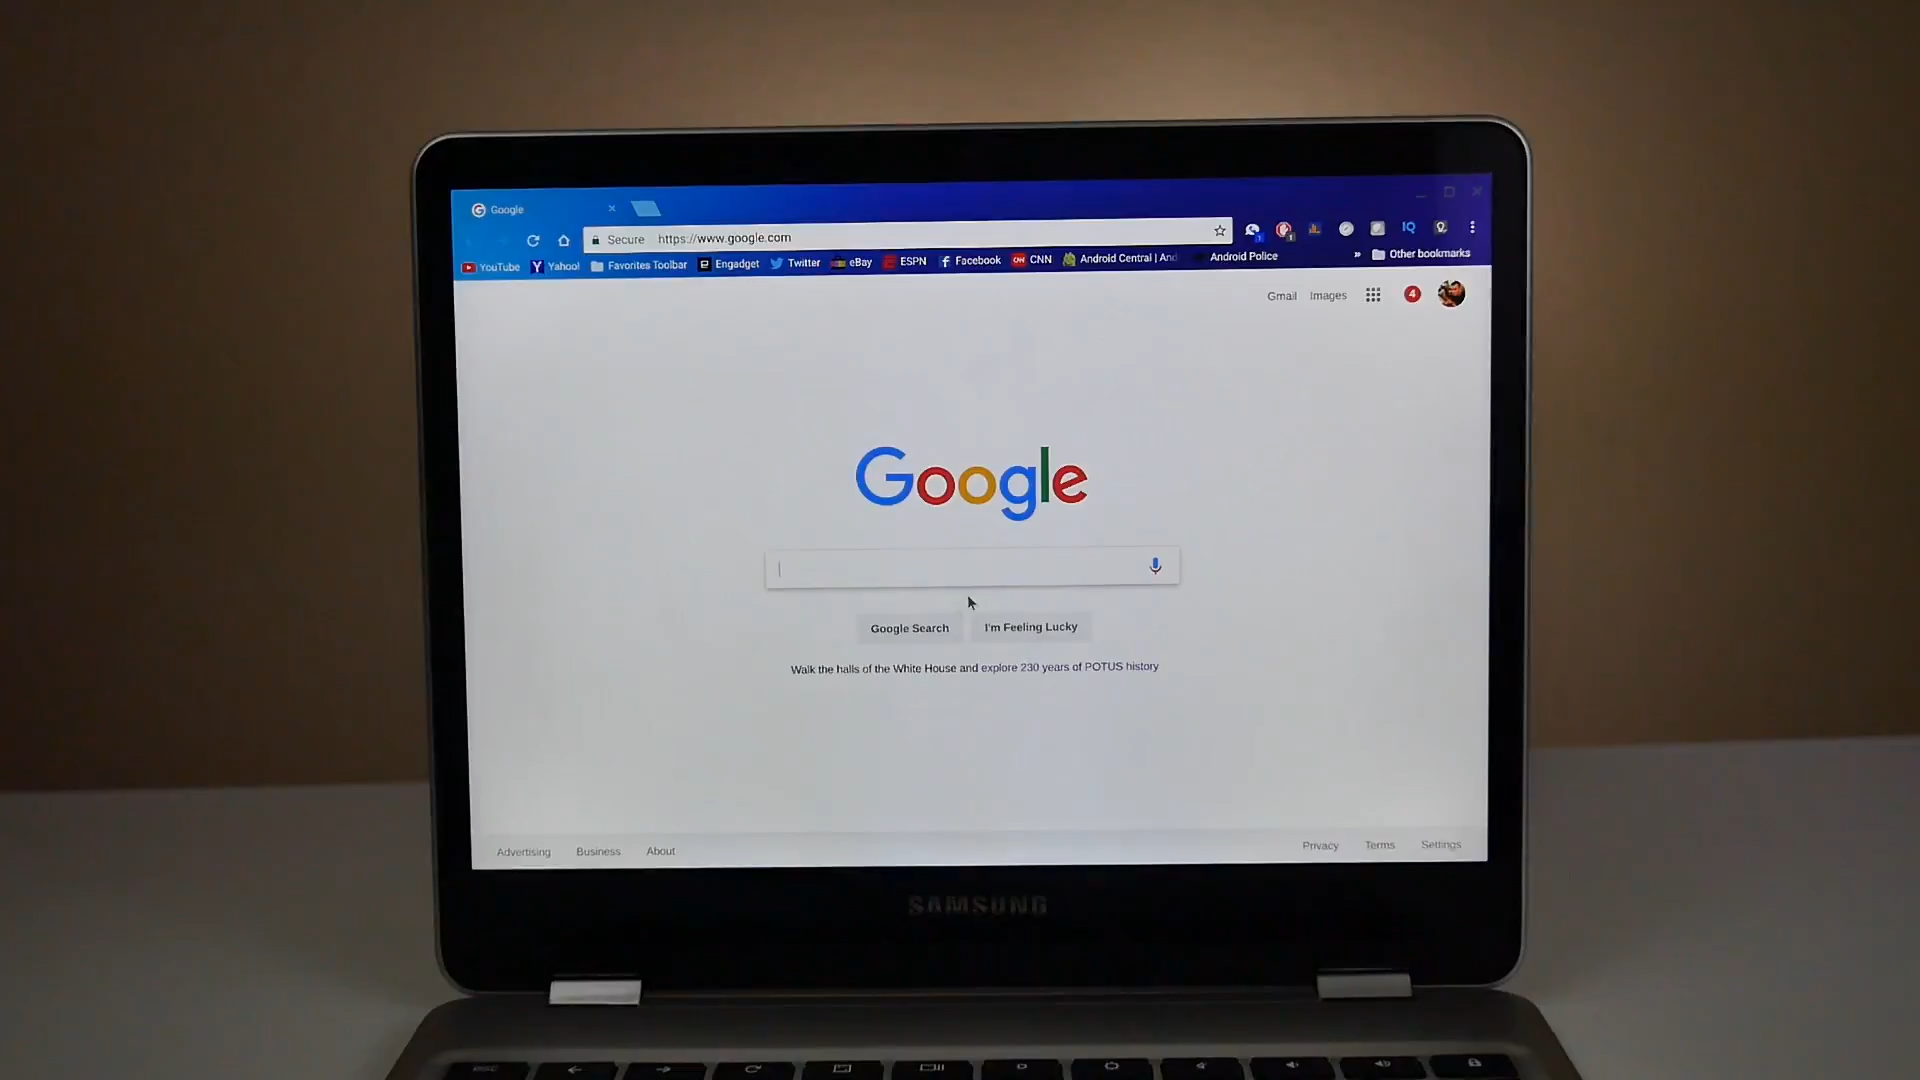 Google
Secure https://www.google.com
YouTube Yahoo! Favorites Toolbar Engadget Twitter eBay ESPN Facebook CNN Android Central | And Android Police » Other bookmarks
Gmail Images 4
Google
Google Search I'm Feeling Lucky
Walk the halls of the White House and explore 230 years of POTUS history
Advertising Business About Privacy Terms Settings
SAMSUNG
esc